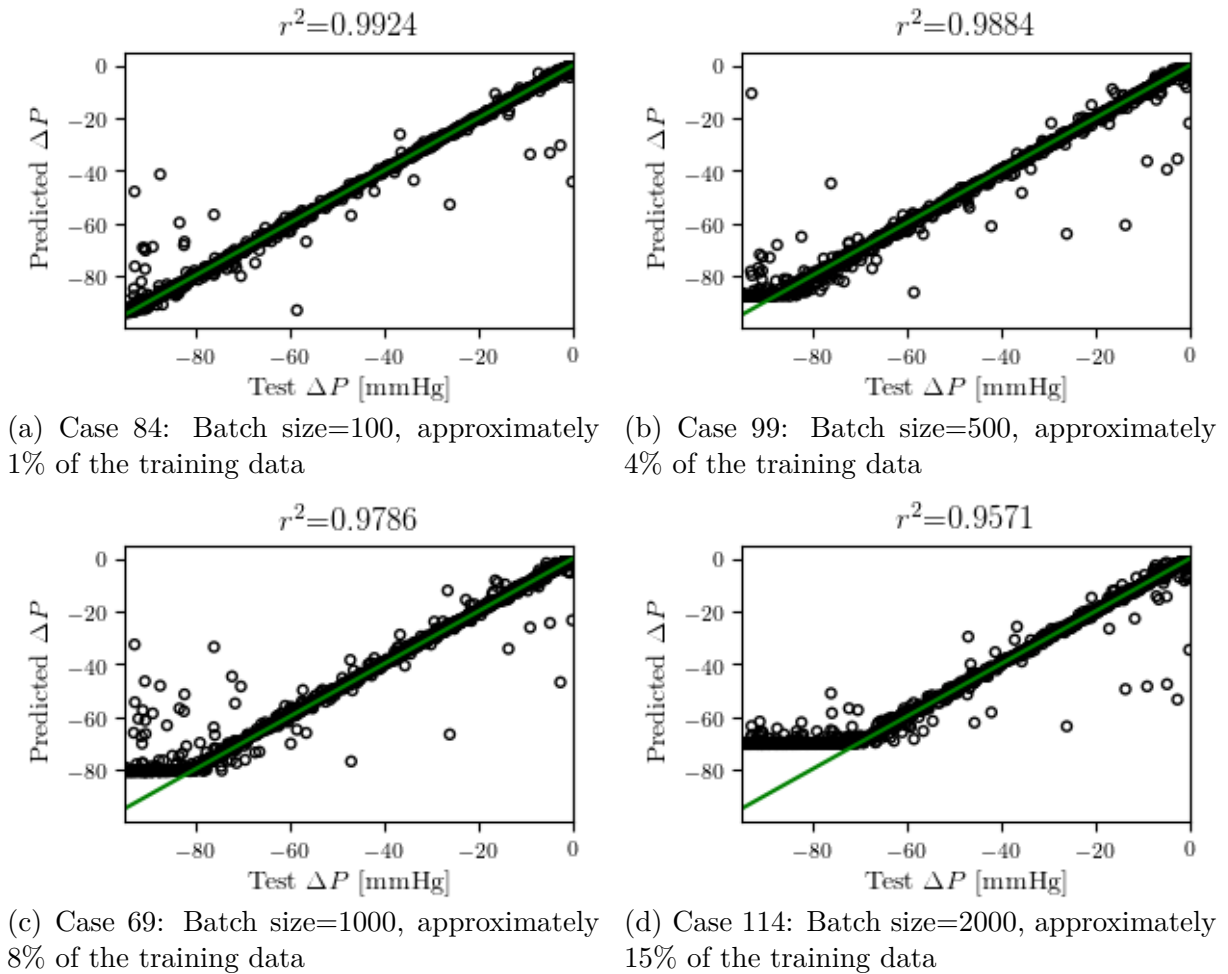 r²=0.9924
0
−20
−40
−60
−80
Predicted ΔP
−80 −60 −40 −20 0
Test ΔP [mmHg]
(a) Case 84: Batch size=100, approximately
1% of the training data
r²=0.9884
0
−20
−40
−60
−80
Predicted ΔP
−80 −60 −40 −20 0
Test ΔP [mmHg]
(b) Case 99: Batch size=500, approximately
4% of the training data
r²=0.9786
0
−20
−40
−60
−80
Predicted ΔP
−80 −60 −40 −20 0
Test ΔP [mmHg]
(c) Case 69: Batch size=1000, approximately
8% of the training data
r²=0.9571
0
−20
−40
−60
−80
Predicted ΔP
−80 −60 −40 −20 0
Test ΔP [mmHg]
(d) Case 114: Batch size=2000, approximately
15% of the training data